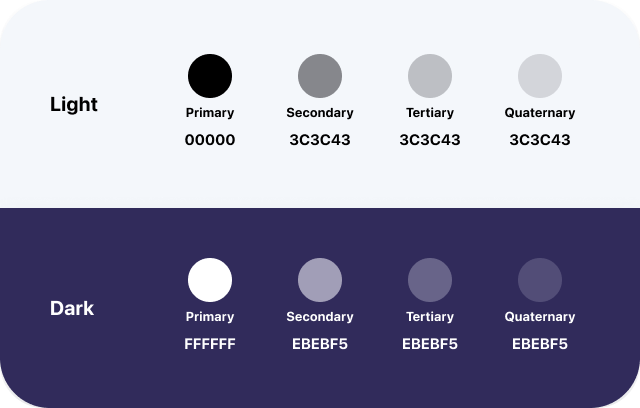 Light
Primary
Secondary
Tertiary
Quaternary
00000
3C3C43
3C3C43
3C3C43
Dark
Primary
Secondary
Tertiary
Quaternary
FFFFFF
EBEBF5
EBEBF5
EBEBF5